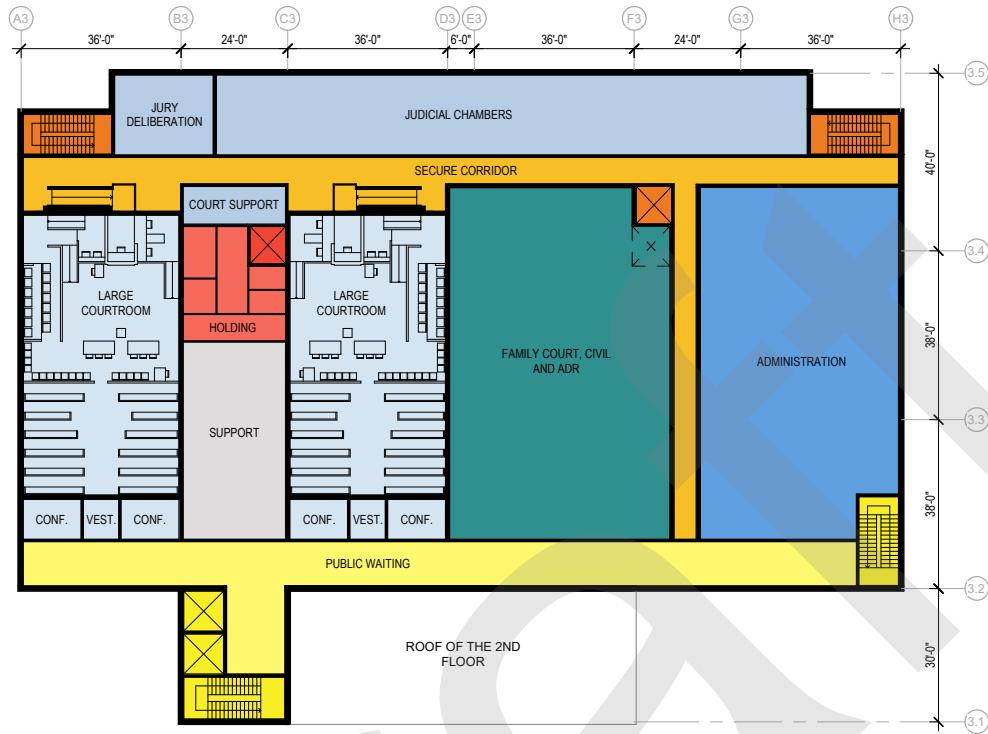 A3 B3 C3 D3 E3 F3 G3 H3
36'-0" 24'-0" 36'-0" 6'-0" 36'-0" 24'-0" 36'-0"
3.5
JURY
DELIBERATION
JUDICIAL CHAMBERS
40'-0"
SECURE CORRIDOR
COURT SUPPORT
3.4
LARGE
COURTROOM
LARGE
COURTROOM
HOLDING
38'-0"
FAMILY COURT, CIVIL
AND ADR
ADMINISTRATION
3.3
SUPPORT
38'-0"
CONF. VEST. CONF. CONF. VEST. CONF.
PUBLIC WAITING
3.2
ROOF OF THE 2ND
FLOOR
30'-0"
3.1